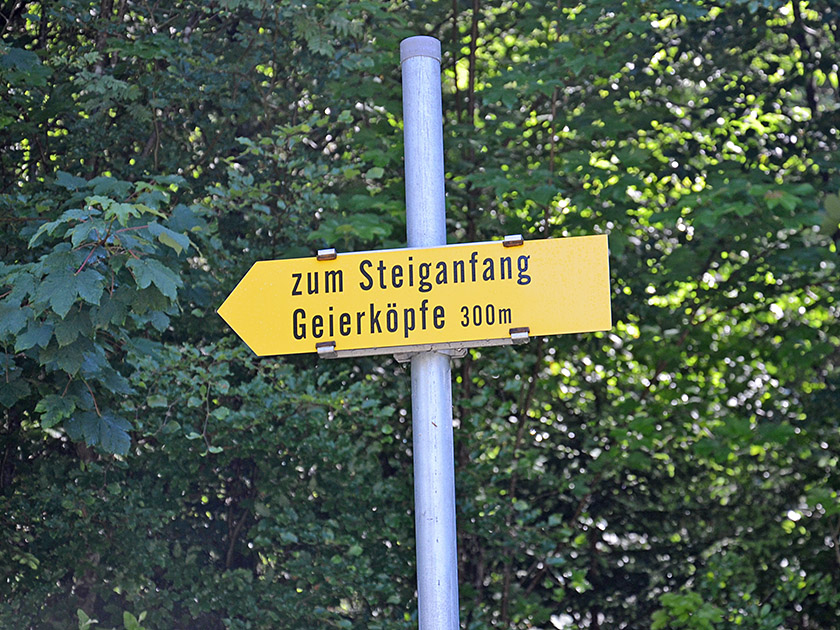 zum Steiganfang
Geierköpfe 300m